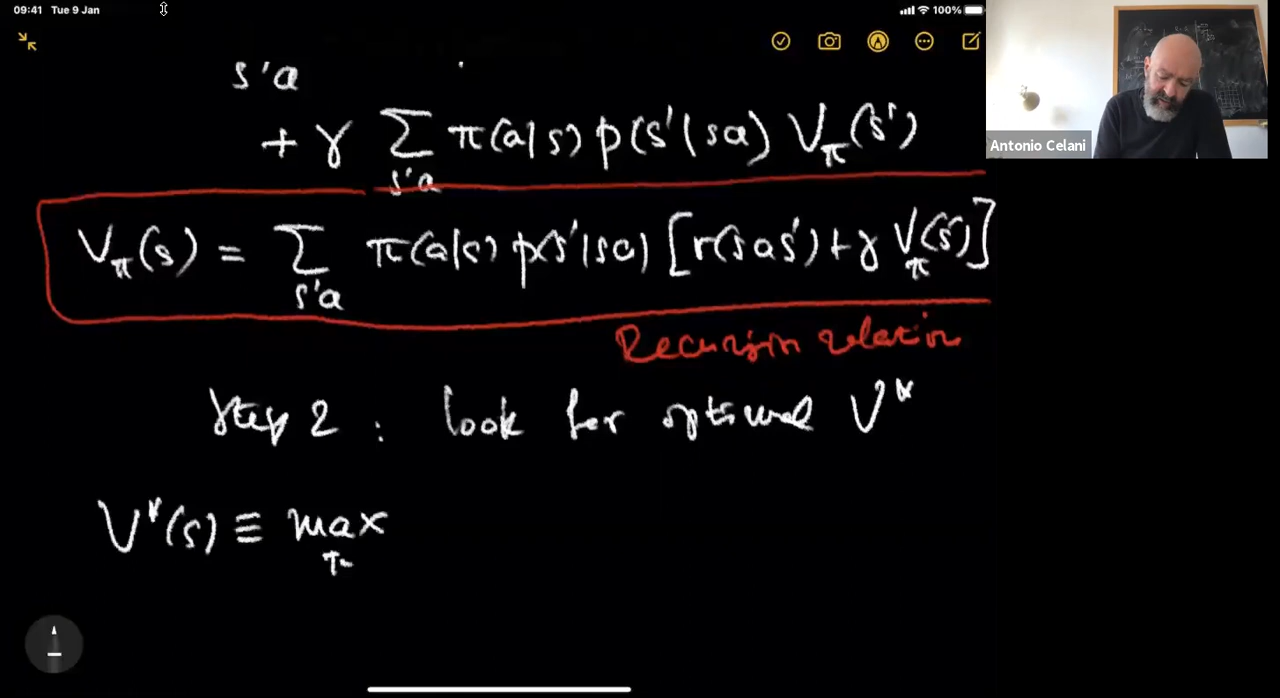 09:41 Tue 9 Jan
100%
s'a
+ γ Σ π(a|s) p(s'|sa) Vπ(s')
s'a
Vπ(s) = Σ π(a|s) p(s'|sa) [r(sas') + γ Vπ(s')]
s'a
Recursion relation
Step 2 : look for optimal V*
V*(s) ≡ max
π
Antonio Celani